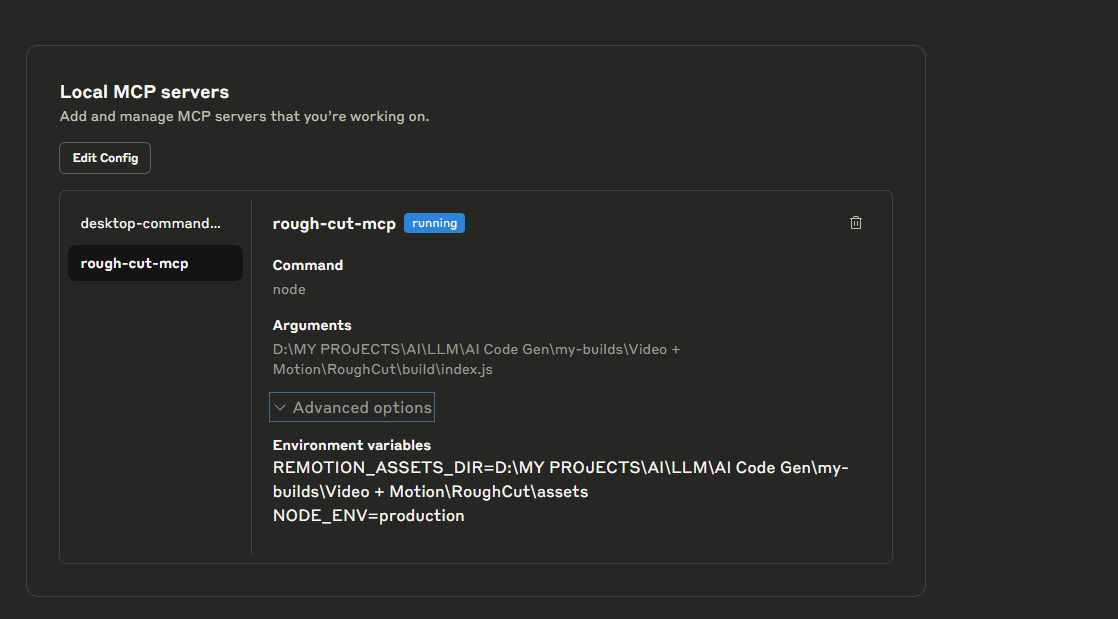 Local MCP servers
Add and manage MCP servers that you're working on.
Edit Config
desktop-command...
rough-cut-mcp
rough-cut-mcp running
Command
node
Arguments
D:\MY PROJECTS\AI\LLM\AI Code Gen\my-builds\Video +
Motion\RoughCut\build\index.js
Advanced options
Environment variables
REMOTION_ASSETS_DIR=D:\MY PROJECTS\AI\LLM\AI Code Gen\my-
builds\Video + Motion\RoughCut\assets
NODE_ENV=production